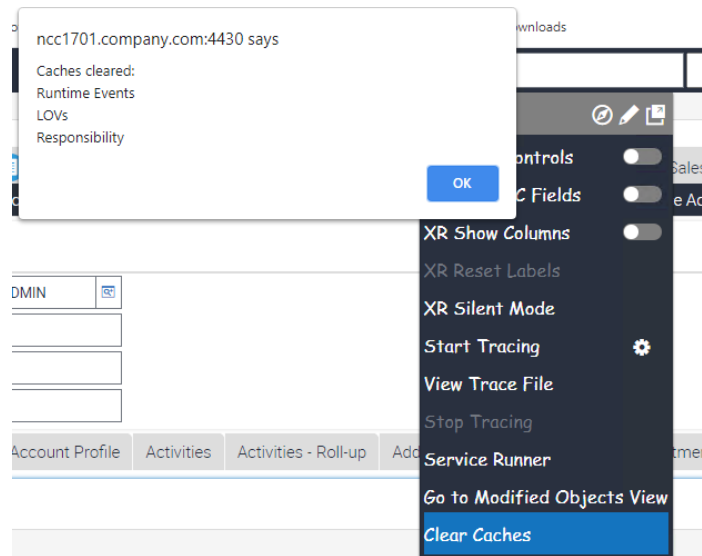 wnloads
ncc1701.company.com:4430 says
Caches cleared:
Runtime Events
LOVs
Responsibility
OK
ontrols
C Fields
Sales
e Ac
XR Show Columns
XR Reset Labels
DMIN
XR Silent Mode
Start Tracing
View Trace File
Stop Tracing
Account Profile Activities Activities - Roll-up Add
tmen
Service Runner
Go to Modified Objects View
Clear Caches